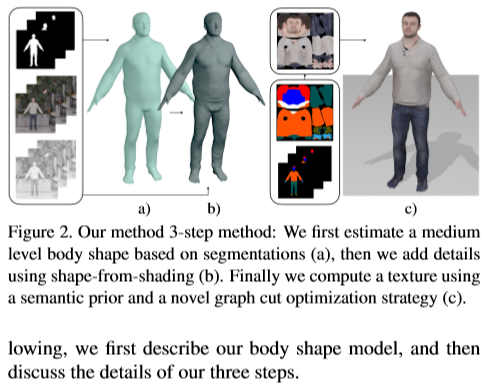 a)
b)
c)
Figure 2. Our method 3-step method: We first estimate a medium
level body shape based on segmentations (a), then we add details
using shape-from-shading (b). Finally we compute a texture using
a semantic prior and a novel graph cut optimization strategy (c).
lowing, we first describe our body shape model, and then
discuss the details of our three steps.